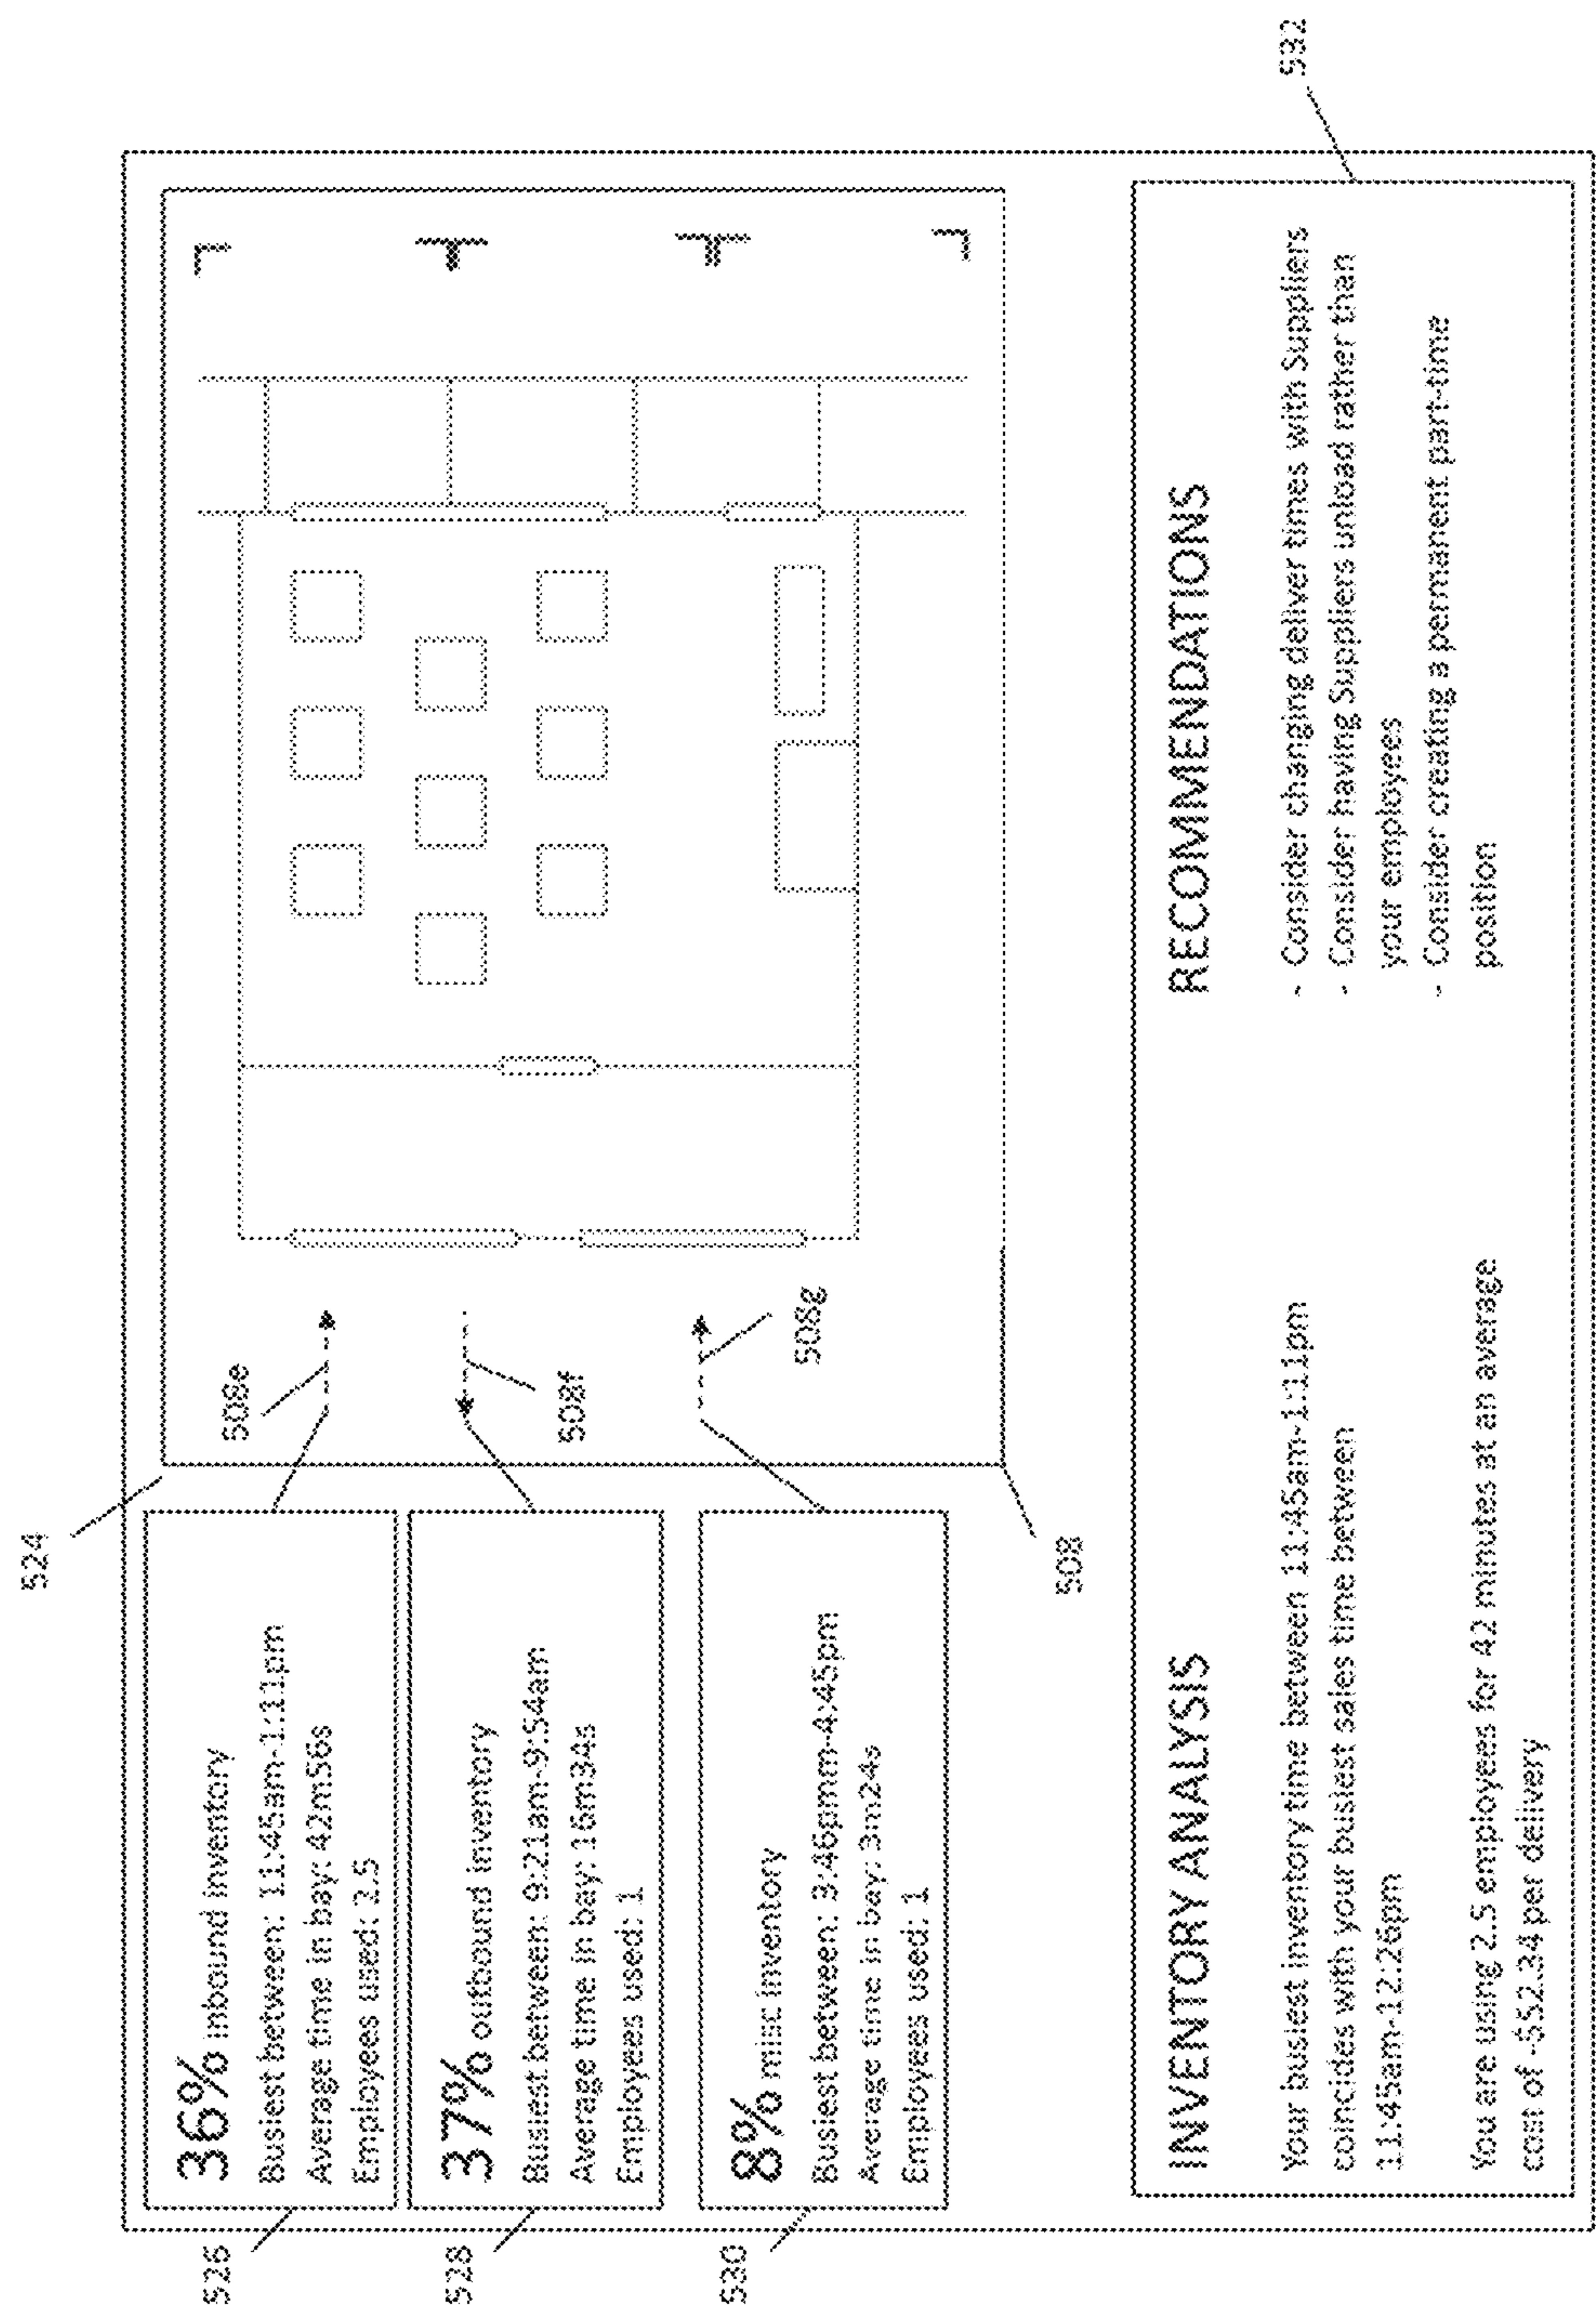 524
526
36% inbound inventory
Busiest between: 11:45am-1:11pm
Average time in bay: 42m56s
Employees used: 2.5
508e
528
37% outbound inventory
Busiest between: 9:21am-9:54am
Average time in bay: 16m34s
Employees used: 1
508f
530
8% misc inventory
Busiest between: 3:46pmm-4:45pm
Average time in bay: 3m24s
Employees used: 1
508g
508
INVENTORY ANALYSIS
Your busiest inventory time between 11:45am-1:11pm
coincides with your busiest sales time between
11:45am-12:26pm
You are using 2.5 employees for 42 minutes at an average
cost of -$52.34 per delivery
RECOMMENDATIONS
- Consider changing deliver times with Suppliers
- Consider having Suppliers unload rather than
your employees
- Consider creating a permanent part-time
position
532